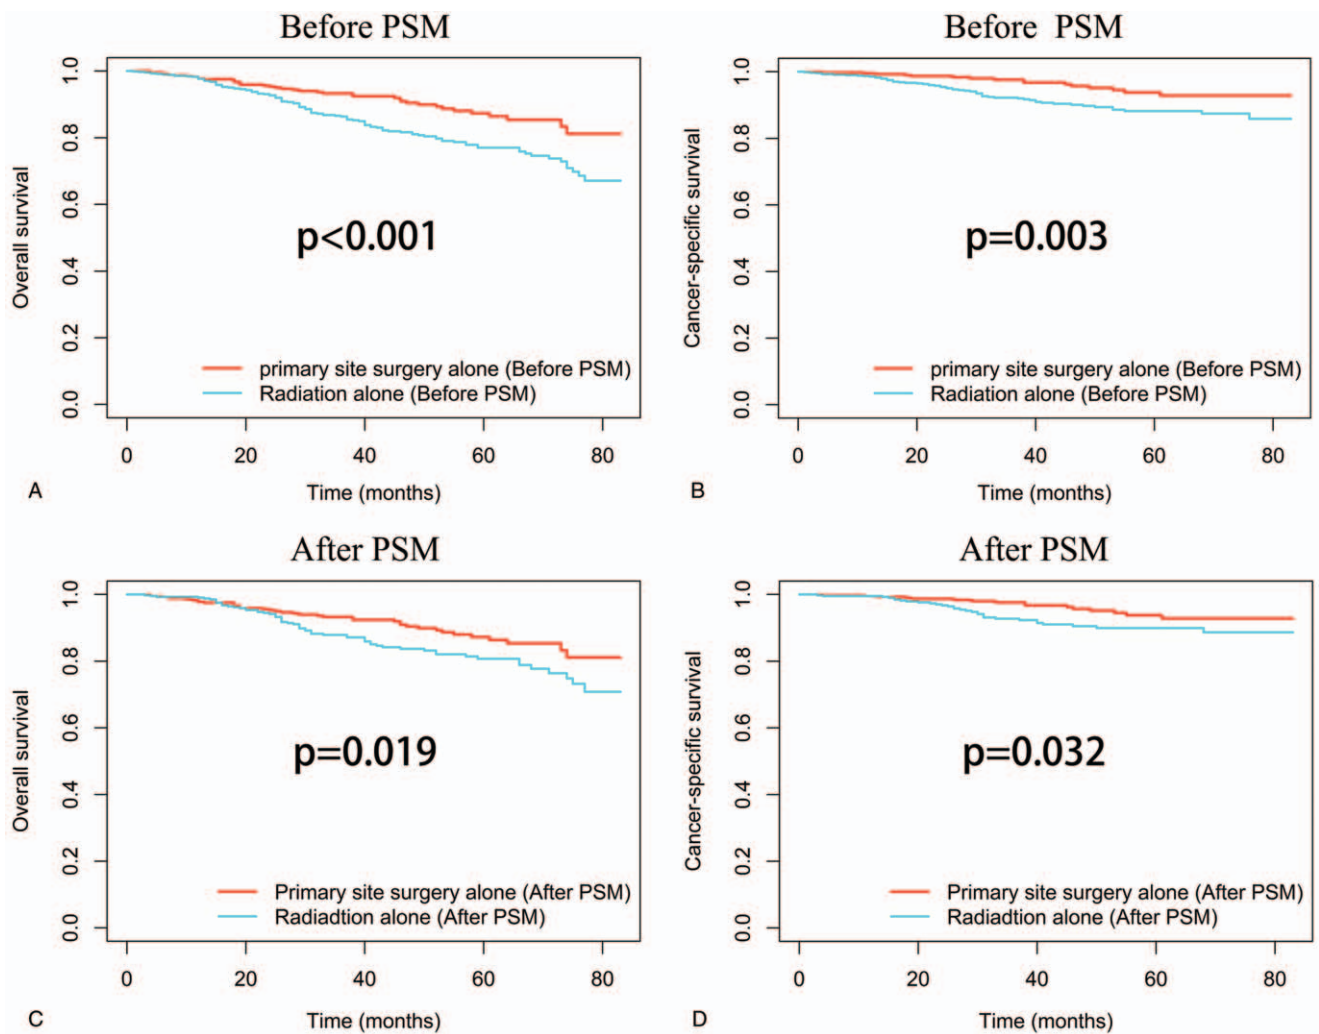 Before PSM
Overall survival
0.0 0.2 0.4 0.6 0.8 1.0
p<0.001
primary site surgery alone (Before PSM)
Radiation alone (Before PSM)
0 20 40 60 80
Time (months)
A
Before PSM
Cancer-specific survival
0.0 0.2 0.4 0.6 0.8 1.0
p=0.003
primary site surgery alone (Before PSM)
Radiation alone (Before PSM)
0 20 40 60 80
Time (months)
B
After PSM
Overall survival
0.0 0.2 0.4 0.6 0.8 1.0
p=0.019
Primary site surgery alone (After PSM)
Radiadtion alone (After PSM)
0 20 40 60 80
Time (months)
C
After PSM
Cancer-specific survival
0.0 0.2 0.4 0.6 0.8 1.0
p=0.032
Primary site surgery alone (After PSM)
Radiadtion alone (After PSM)
0 20 40 60 80
Time (months)
D